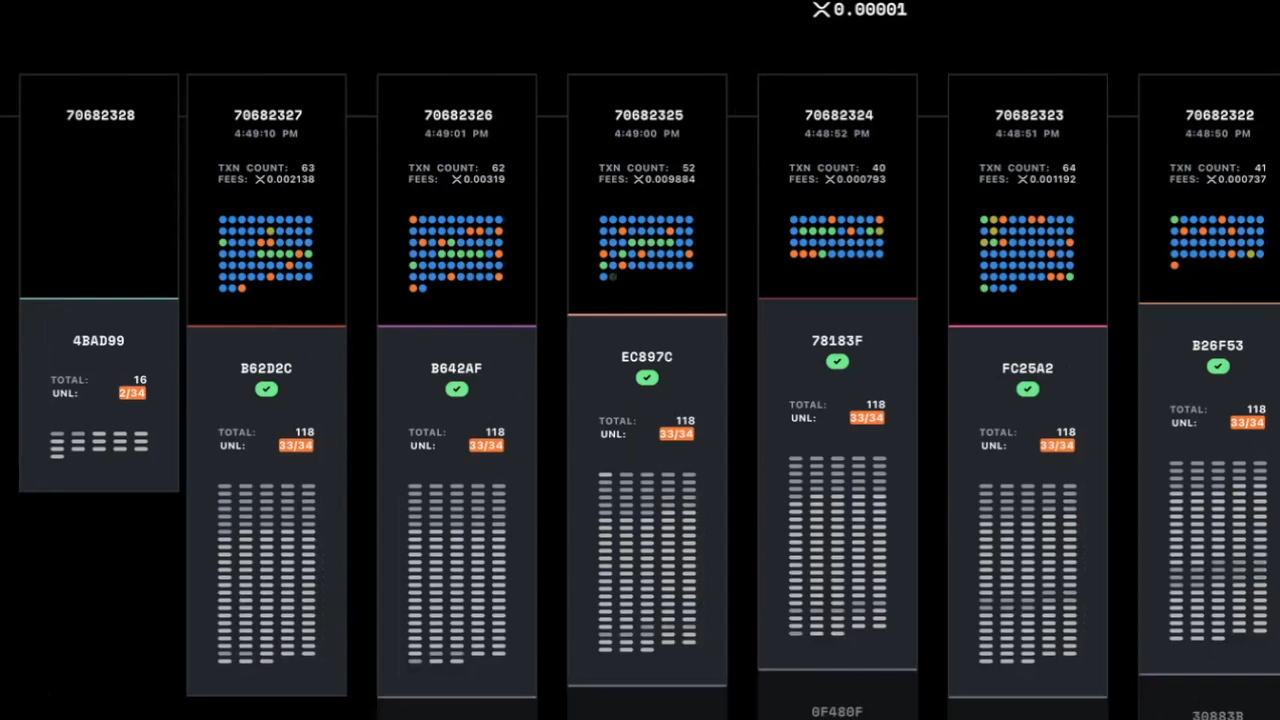 0.00001
70682328
4BAD99
TOTAL: 16
UNL: 2/34
70682327
4:49:10 PM
TXN COUNT: 63
FEES: 0.002138
B62D2C
TOTAL: 118
UNL: 33/34
70682326
4:49:01 PM
TXN COUNT: 62
FEES: 0.00319
B642AF
TOTAL: 118
UNL: 33/34
70682325
4:49:00 PM
TXN COUNT: 52
FEES: 0.009884
EC897C
TOTAL: 118
UNL: 33/34
70682324
4:48:52 PM
TXN COUNT: 40
FEES: 0.000793
78183F
TOTAL: 118
UNL: 33/34
0F480F
70682323
4:48:51 PM
TXN COUNT: 64
FEES: 0.001192
FC25A2
TOTAL: 118
UNL: 33/34
70682322
4:48:50 PM
TXN COUNT: 41
FEES: 0.000737
B26F53
TOTAL: 118
UNL: 33/34
30883B